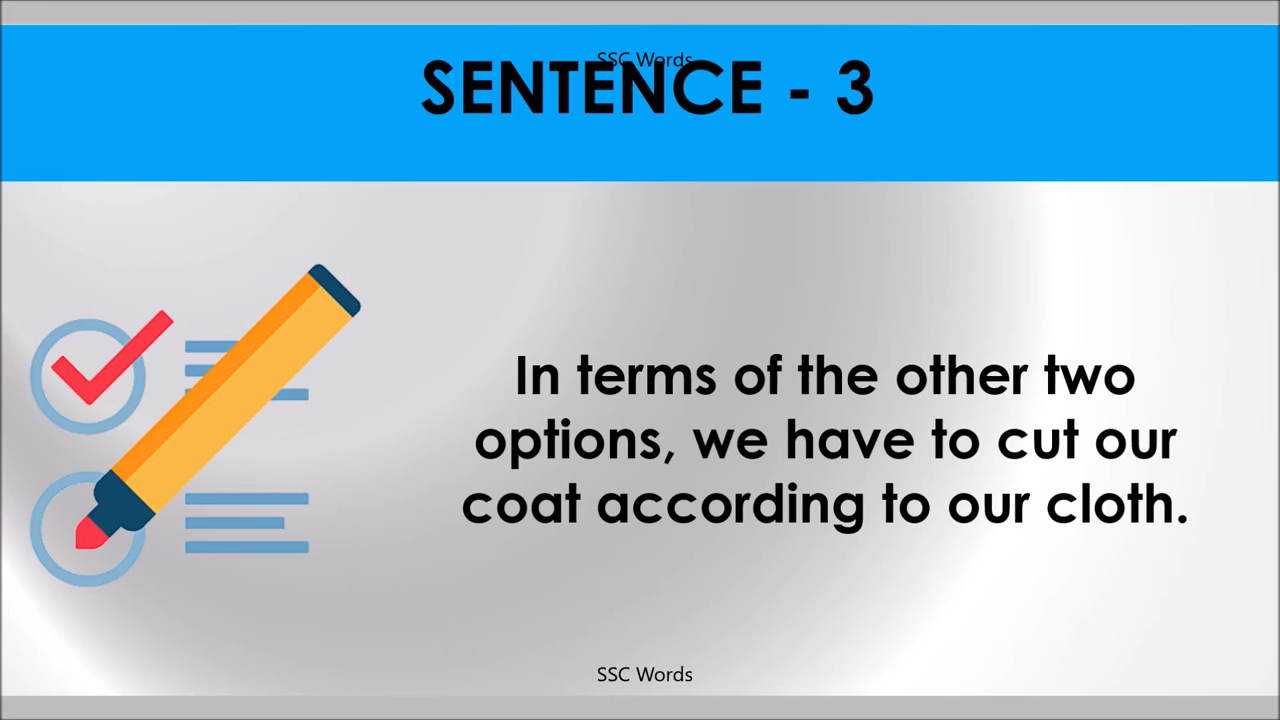 SSC Words
SENTENCE - 3
In terms of the other two
options, we have to cut our
coat according to our cloth.
SSC Words